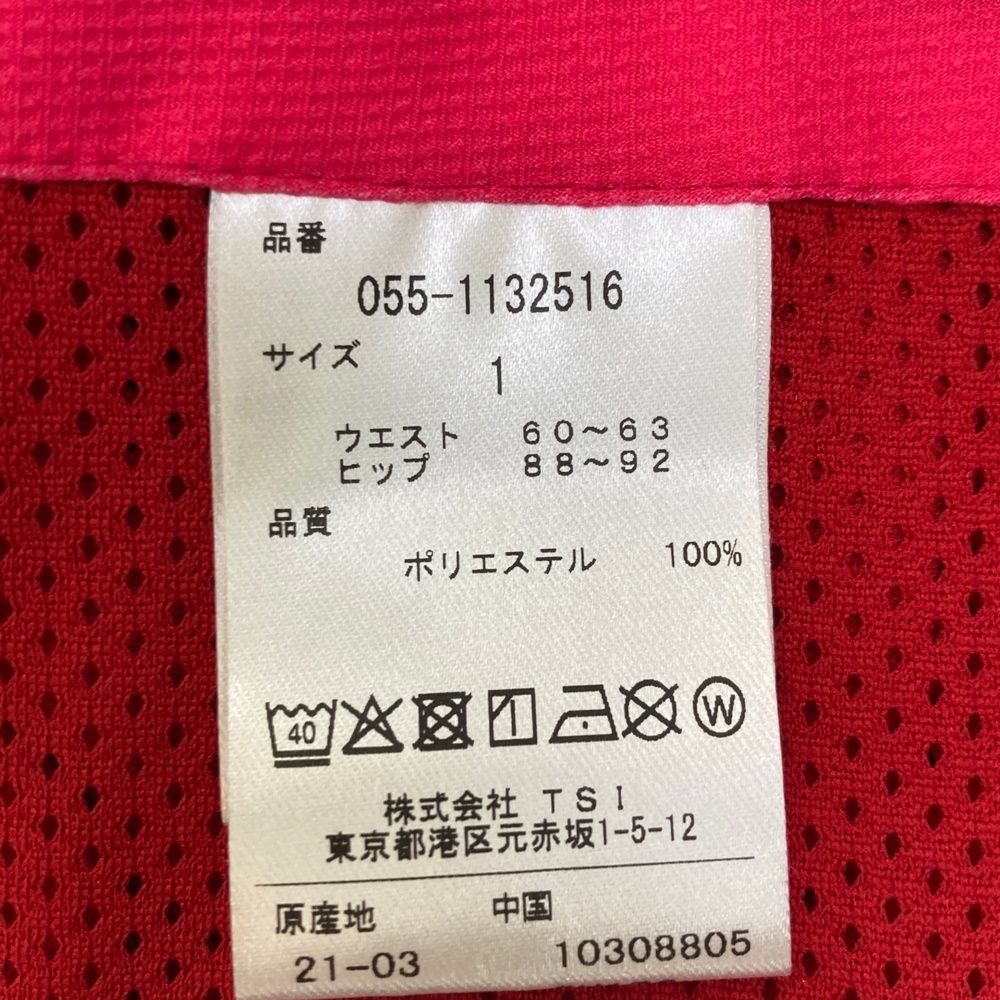 品番
055-1132516
サイズ
1
ウエスト 60～63
ヒップ 88～92
品質
ポリエステル 100%
40 W
株式会社 TSI
東京都港区元赤坂1-5-12
原産地 中国
21-03 10308805